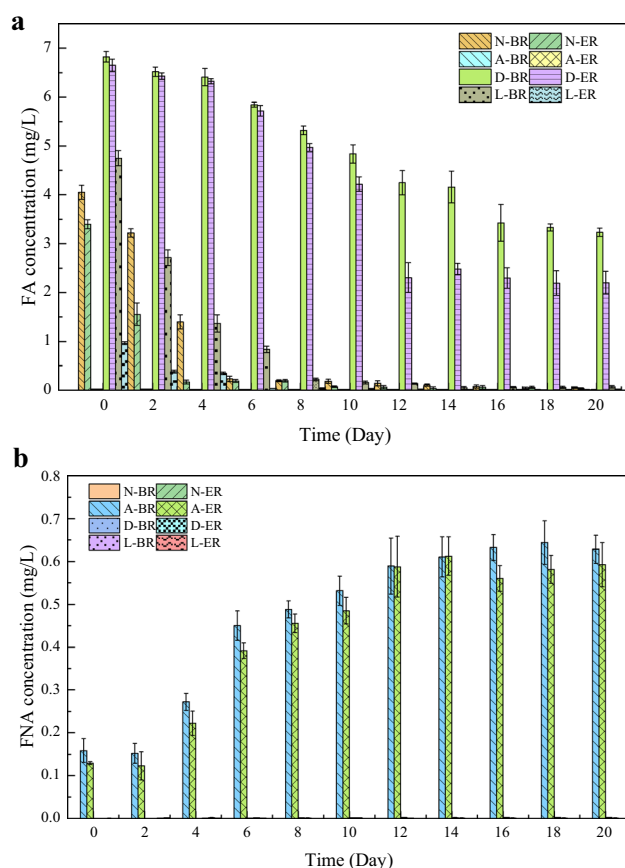 a
FA concentration (mg/L)
7
6
5
4
3
2
1
0
N-BR N-ER
A-BR A-ER
D-BR D-ER
L-BR L-ER
0 2 4 6 8 10 12 14 16 18 20
Time (Day)
b
FNA concentration (mg/L)
0.8
0.7
0.6
0.5
0.4
0.3
0.2
0.1
0.0
N-BR N-ER
A-BR A-ER
D-BR D-ER
L-BR L-ER
0 2 4 6 8 10 12 14 16 18 20
Time (Day)